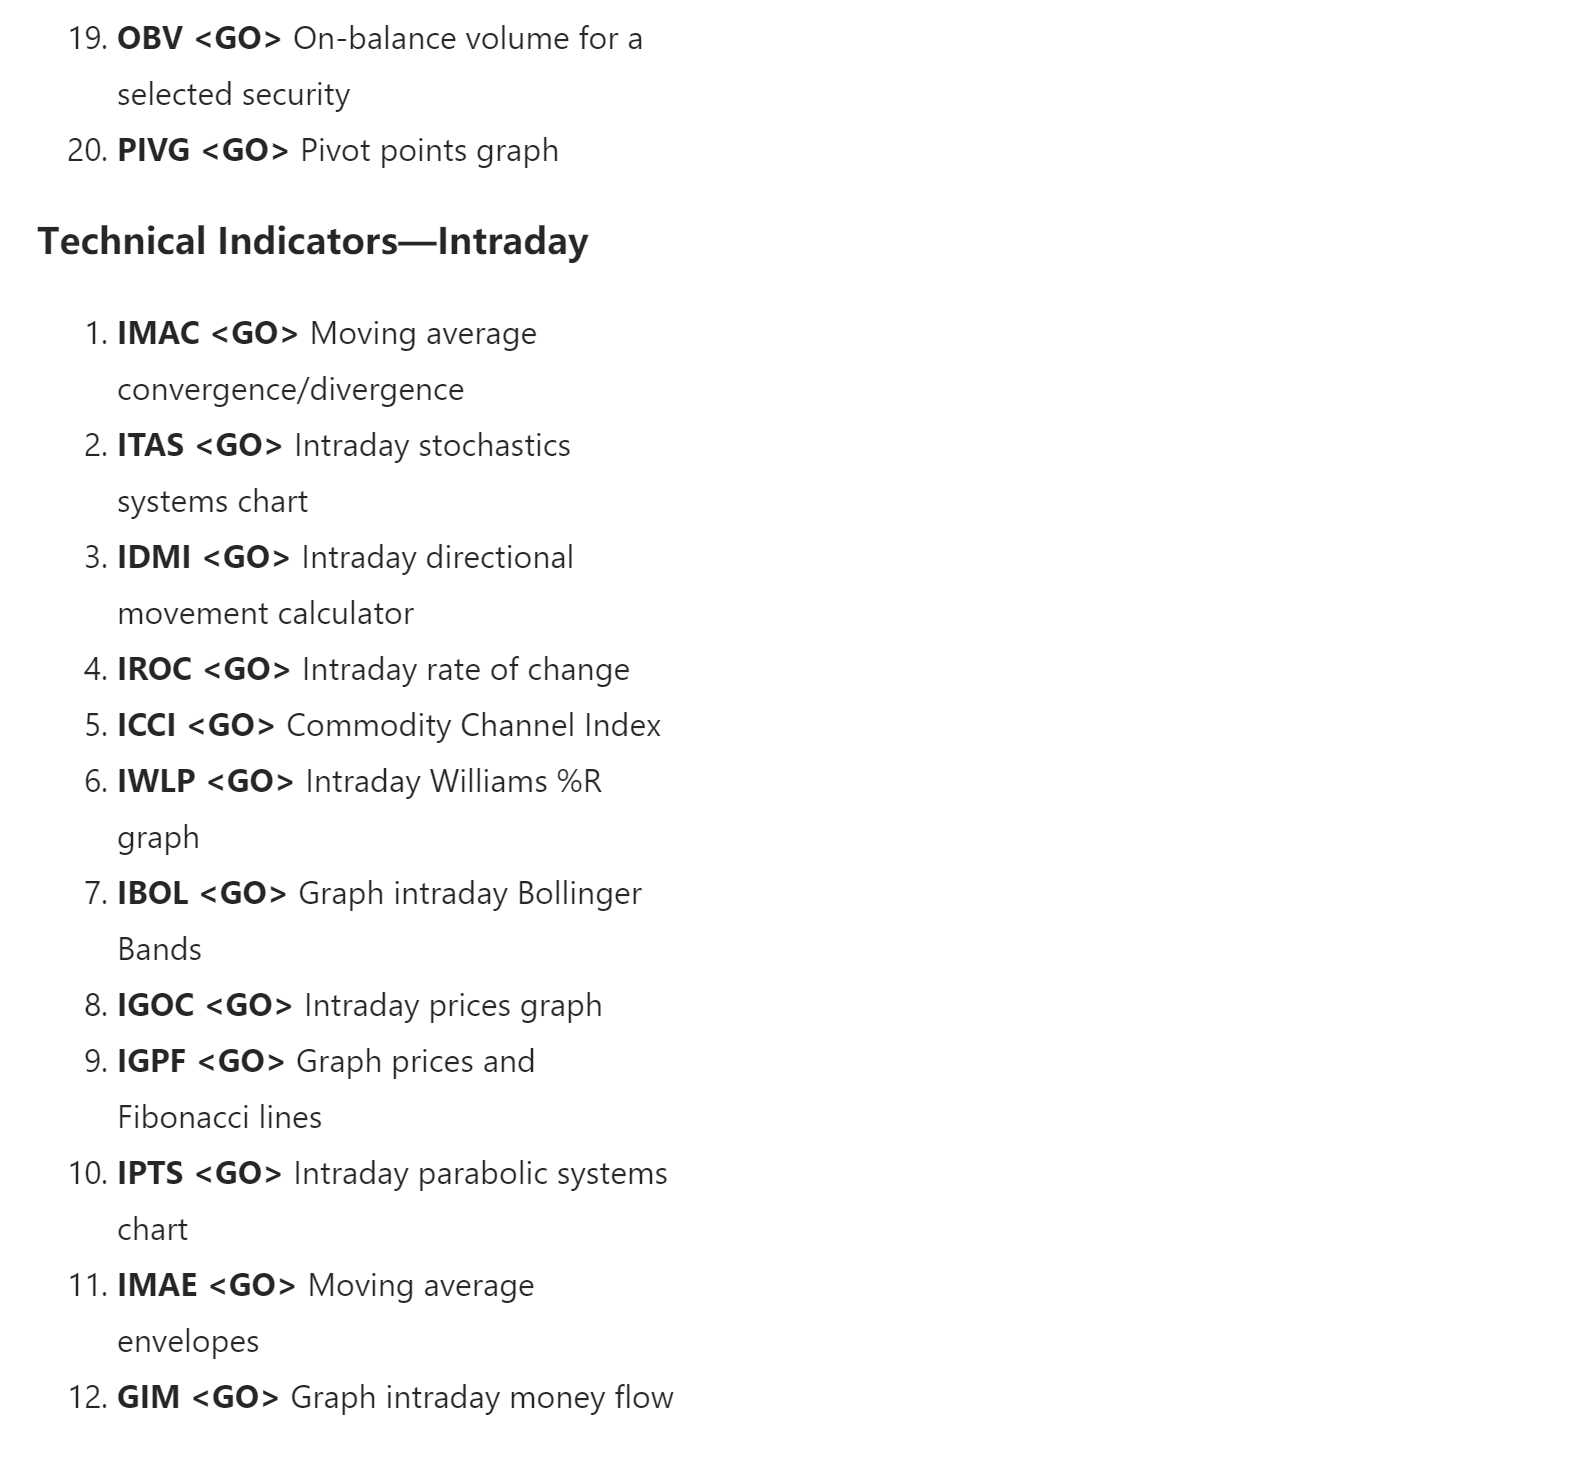 19. OBV <GO> On-balance volume for a
selected security
20. PIVG <GO> Pivot points graph
Technical Indicators—Intraday
1. IMAC <GO> Moving average
convergence/divergence
2. ITAS <GO> Intraday stochastics
systems chart
3. IDMI <GO> Intraday directional
movement calculator
4. IROC <GO> Intraday rate of change
5. ICCI <GO> Commodity Channel Index
6. IWLP <GO> Intraday Williams %R
graph
7. IBOL <GO> Graph intraday Bollinger
Bands
8. IGOC <GO> Intraday prices graph
9. IGPF <GO> Graph prices and
Fibonacci lines
10. IPTS <GO> Intraday parabolic systems
chart
11. IMAE <GO> Moving average
envelopes
12. GIM <GO> Graph intraday money flow